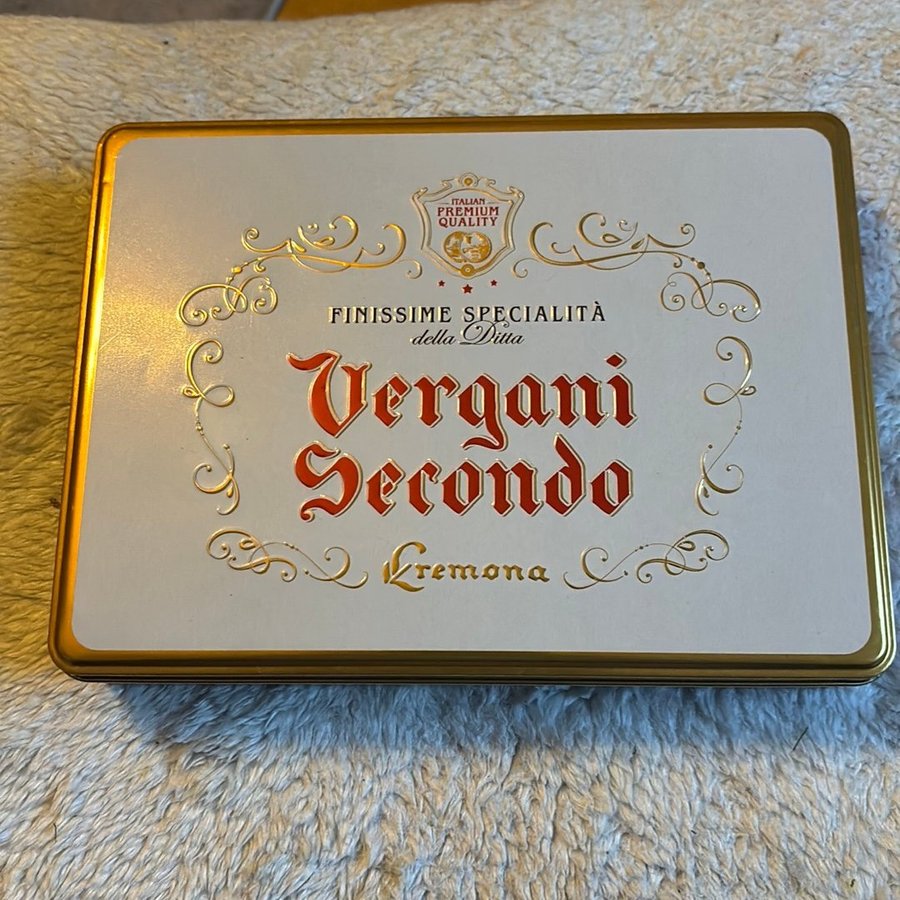 ITALIAN
PREMIUM
QUALITY
FINISSIME SPECIALITÀ
della Ditta
Vergani
Secondo
Cremona